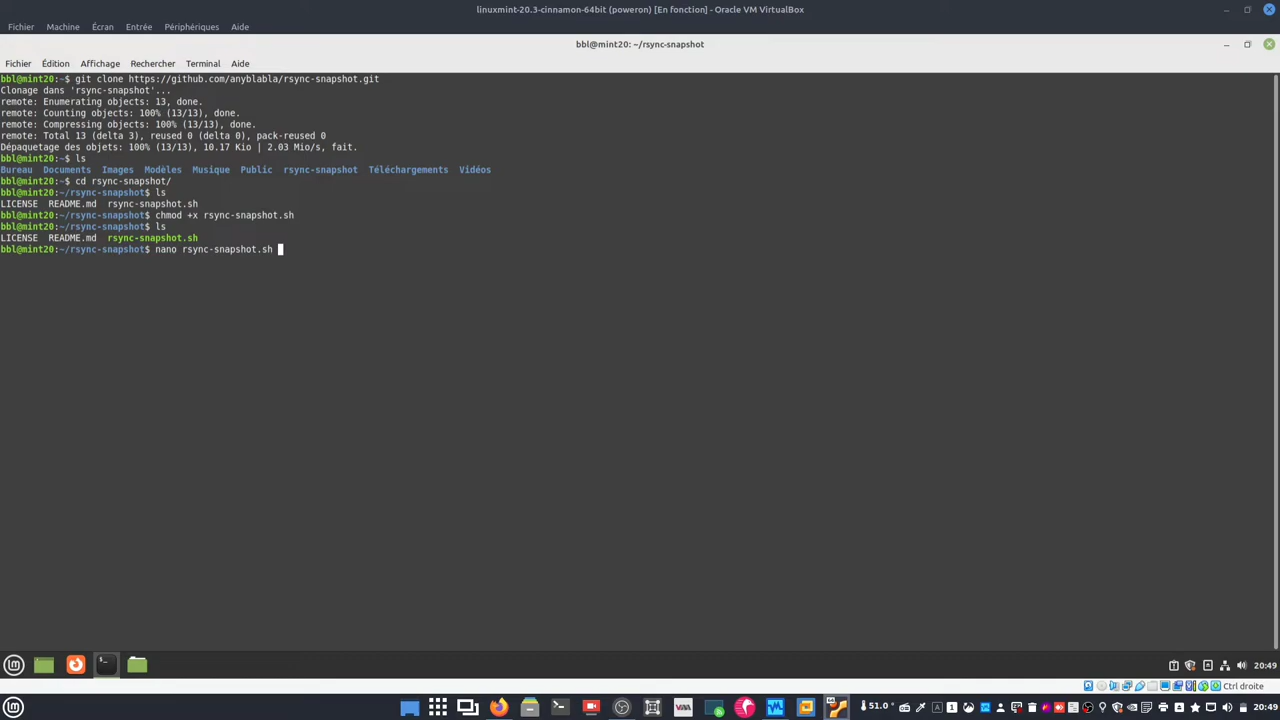 linuxmint-20.3-cinnamon-64bit (poweron) [En fonction] - Oracle VM VirtualBox
Fichier Machine Écran Entrée Périphériques Aide
bbl@mint20: ~/rsync-snapshot
Fichier Édition Affichage Rechercher Terminal Aide
bbl@mint20:~$ git clone https://github.com/anyblabla/rsync-snapshot.git
Clonage dans 'rsync-snapshot'...
remote: Enumerating objects: 13, done.
remote: Counting objects: 100% (13/13), done.
remote: Compressing objects: 100% (13/13), done.
remote: Total 13 (delta 3), reused 0 (delta 0), pack-reused 0
Dépaquetage des objets: 100% (13/13), 10.17 Kio | 2.03 Mio/s, fait.
bbl@mint20:~$ ls
Bureau Documents Images Modèles Musique Public rsync-snapshot Téléchargements Vidéos
bbl@mint20:~$ cd rsync-snapshot/
bbl@mint20:~/rsync-snapshot$ ls
LICENSE README.md rsync-snapshot.sh
bbl@mint20:~/rsync-snapshot$ chmod +x rsync-snapshot.sh
bbl@mint20:~/rsync-snapshot$ ls
LICENSE README.md rsync-snapshot.sh
bbl@mint20:~/rsync-snapshot$ nano rsync-snapshot.sh
20:49
Ctrl droite
51.0° 20:49